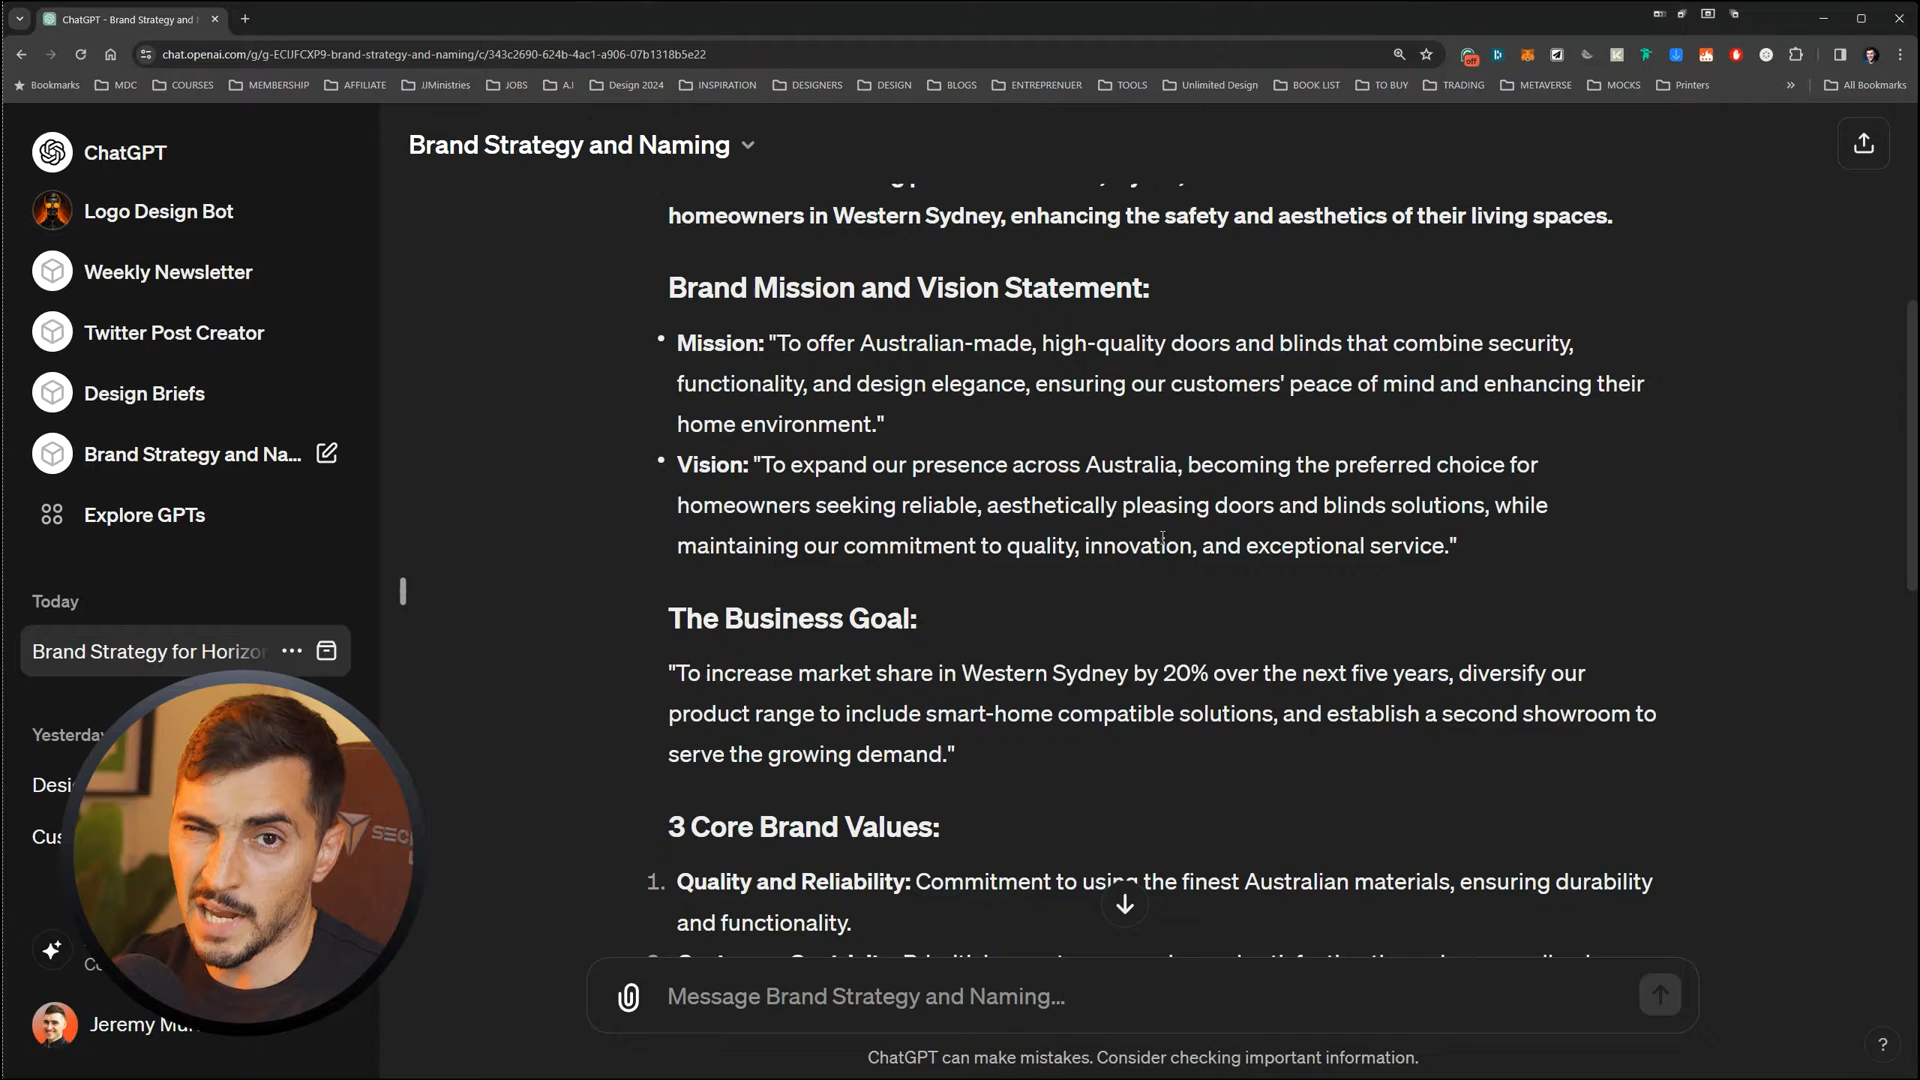 ChatGPT - Brand Strategy and
chat.openai.com/g/g-ECIJFCXP9-brand-strategy-and-naming/c/343c2690-624b-4ac1-a906-07b1318b5e22
off
Bookmarks MDC COURSES MEMBERSHIP AFFILIATE JJMinistries JOBS A.I Design 2024 INSPIRATION DESIGNERS DESIGN BLOGS ENTREPRENUER TOOLS Unlimited Design BOOK LIST TO BUY TRADING METAVERSE MOCKS Printers » All Bookmarks
ChatGPT
Logo Design Bot
Weekly Newsletter
Twitter Post Creator
Design Briefs
Brand Strategy and Na...
Explore GPTs
Today
Brand Strategy for Horizo
Yesterday
Desi
Cus
Jeremy Mu
SEC
Brand Strategy and Naming
homeowners in Western Sydney, enhancing the safety and aesthetics of their living spaces.
Brand Mission and Vision Statement:
• Mission: "To offer Australian-made, high-quality doors and blinds that combine security,
functionality, and design elegance, ensuring our customers' peace of mind and enhancing their
home environment."
• Vision: "To expand our presence across Australia, becoming the preferred choice for
homeowners seeking reliable, aesthetically pleasing doors and blinds solutions, while
maintaining our commitment to quality, innovation, and exceptional service."
The Business Goal:
"To increase market share in Western Sydney by 20% over the next five years, diversify our
product range to include smart-home compatible solutions, and establish a second showroom to
serve the growing demand."
3 Core Brand Values:
1. Quality and Reliability: Commitment to using the finest Australian materials, ensuring durability
and functionality.
Message Brand Strategy and Naming...
ChatGPT can make mistakes. Consider checking important information.
?